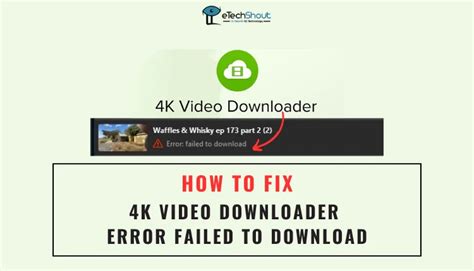 eTechShout
4K Video Downloader
Waffles & Whisky ep 173 part 2 (2)
Error: failed to download
HOW TO FIX
4K VIDEO DOWNLOADER
ERROR FAILED TO DOWNLOAD